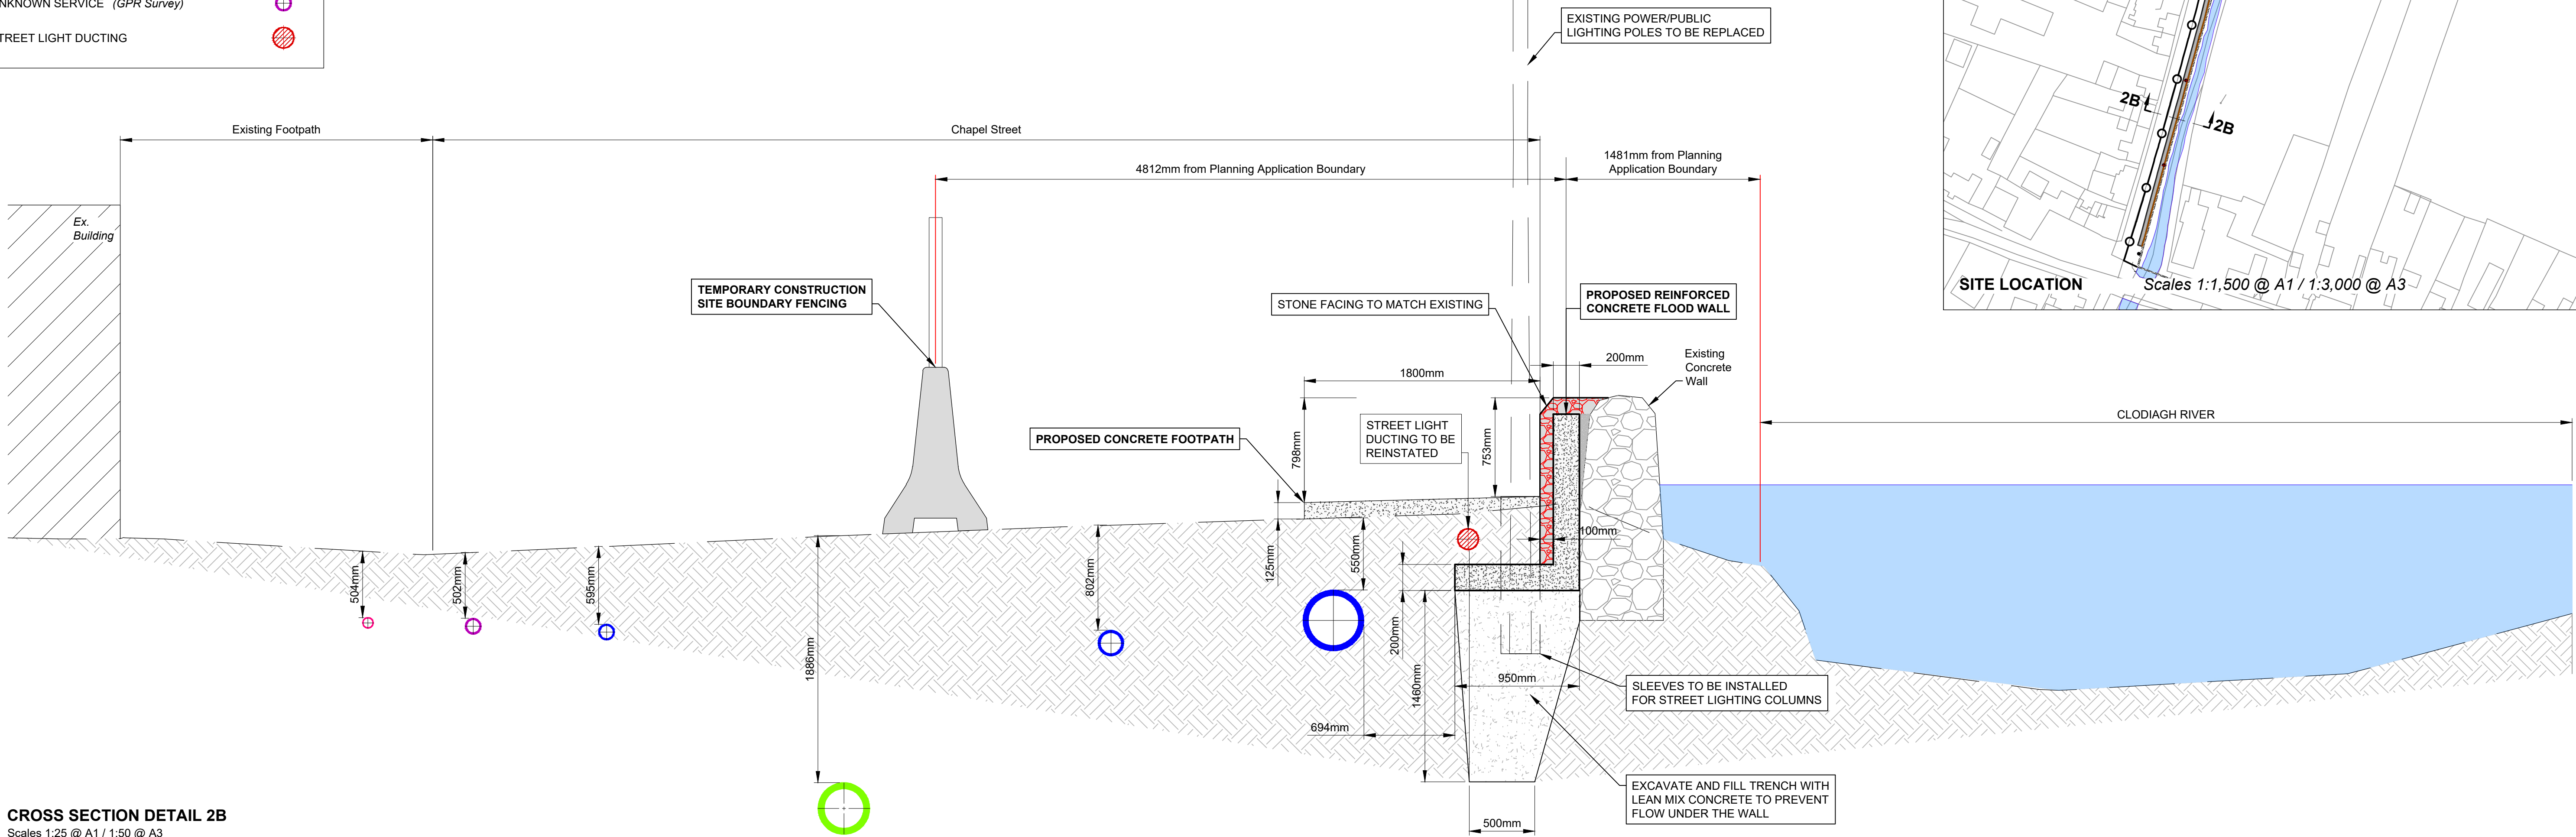 NKNOWN SERVICE (GPR Survey)
TREET LIGHT DUCTING
EXISTING POWER/PUBLIC
LIGHTING POLES TO BE REPLACED
2B
2B
SITE LOCATION Scales 1:1,500 @ A1 / 1:3,000 @ A3
Existing Footpath
Chapel Street
4812mm from Planning Application Boundary
1481mm from Planning
Application Boundary
Ex.
Building
TEMPORARY CONSTRUCTION
SITE BOUNDARY FENCING
STONE FACING TO MATCH EXISTING
PROPOSED REINFORCED
CONCRETE FLOOD WALL
200mm
Existing
Concrete
Wall
1800mm
CLODIAGH RIVER
PROPOSED CONCRETE FOOTPATH
798mm
STREET LIGHT
DUCTING TO BE
REINSTATED
753mm
100mm
504mm
502mm
595mm
1886mm
802mm
125mm
550mm
200mm
1460mm
950mm
694mm
500mm
SLEEVES TO BE INSTALLED
FOR STREET LIGHTING COLUMNS
EXCAVATE AND FILL TRENCH WITH
LEAN MIX CONCRETE TO PREVENT
FLOW UNDER THE WALL
CROSS SECTION DETAIL 2B
Scales 1:25 @ A1 / 1:50 @ A3